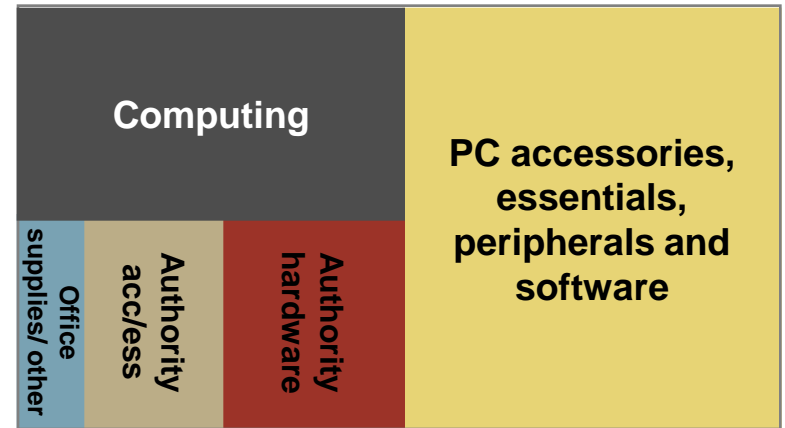 Computing
PC accessories,
essentials,
peripherals and
software
Office
supplies/ other
Authority
acc/ess
Authority
hardware